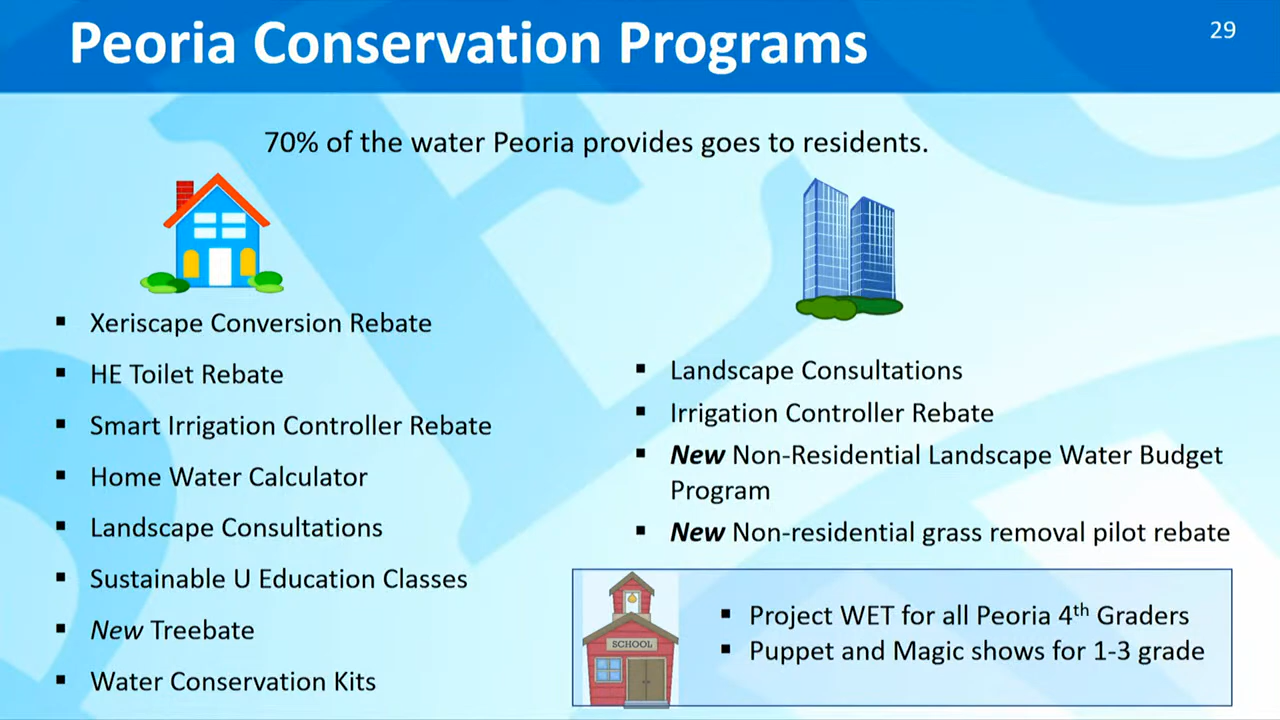 Peoria Conservation Programs
29
70% of the water Peoria provides goes to residents.
▪ Xeriscape Conversion Rebate
▪ HE Toilet Rebate
▪ Smart Irrigation Controller Rebate
▪ Home Water Calculator
▪ Landscape Consultations
▪ Sustainable U Education Classes
▪ New Treebate
▪ Water Conservation Kits
▪ Landscape Consultations
▪ Irrigation Controller Rebate
▪ New Non-Residential Landscape Water Budget
Program
▪ New Non-residential grass removal pilot rebate
SCHOOL
▪ Project WET for all Peoria 4th Graders
▪ Puppet and Magic shows for 1-3 grade